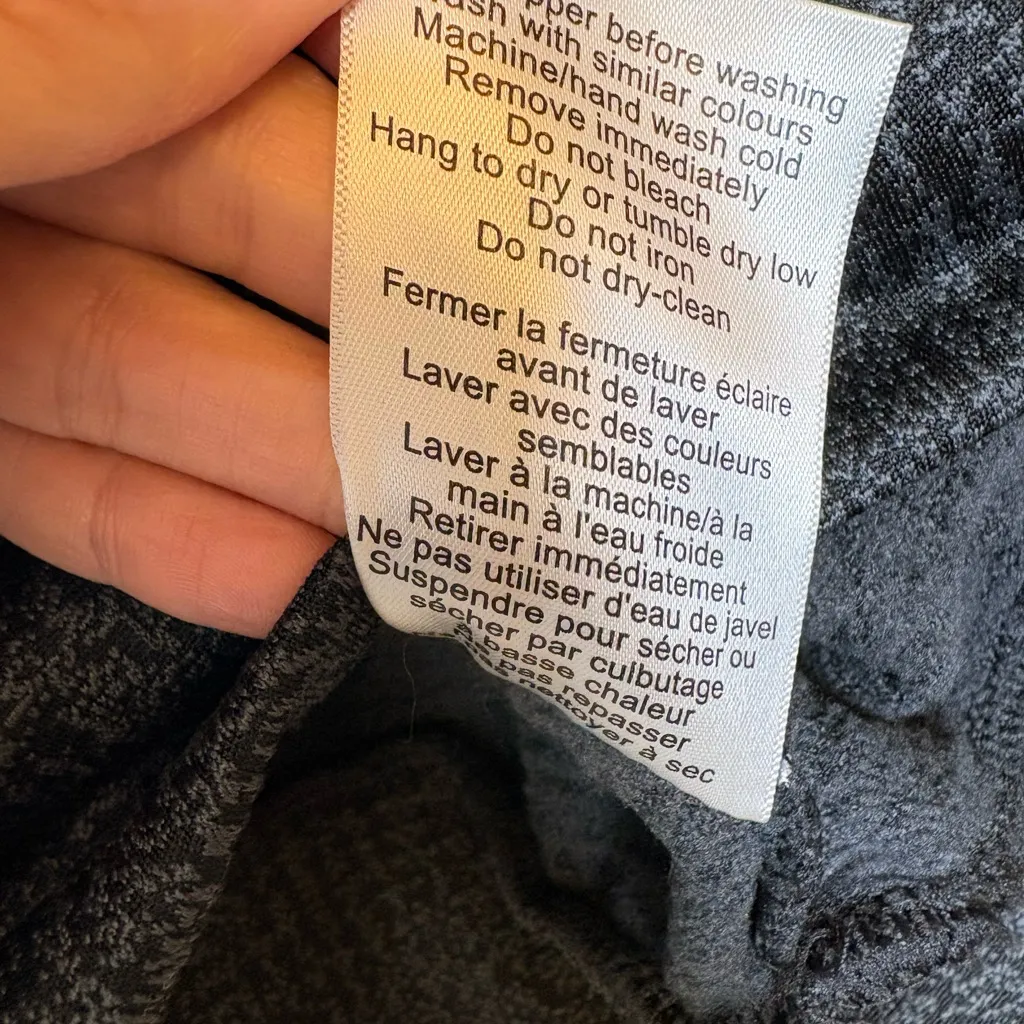 before washing
with similar colours
Machine/hand wash cold
Remove immediately
Do not bleach
Hang to dry or tumble dry low
Do not iron
Do not dry-clean
Fermer la fermeture éclaire
avant de laver
Laver avec des couleurs
semblables
Laver à la machine/à la
main à l'eau froide
Retirer immédiatement
Ne pas utiliser d'eau de javel
Suspendre pour sécher ou
sécher par culbutage
à basse chaleur
pas repasser
nettoyer à sec